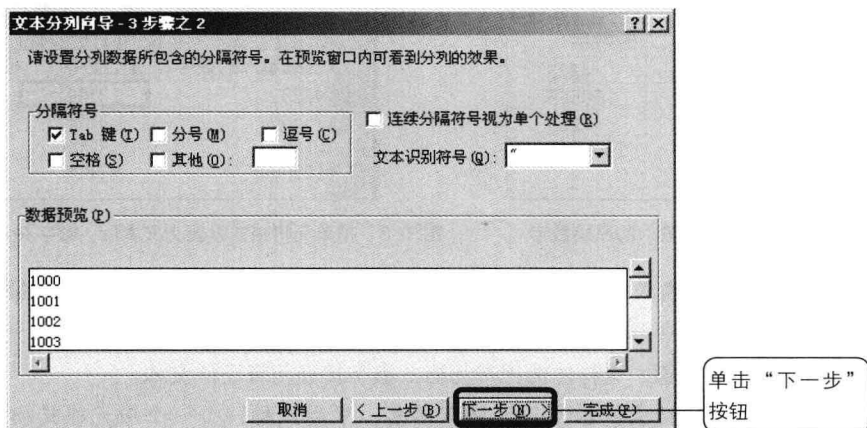 文本分列向导 - 3 步骤之 2
请设置分列数据所包含的分隔符号。在预览窗口内可看到分列的效果。
分隔符号
Tab 键(T) 分号(M) 逗号(C)
空格(S) 其他(O):
连续分隔符号视为单个处理(R)
文本识别符号(Q): "
数据预览(P)
1000
1001
1002
1003
取消 < 上一步(B) 下一步(N) > 完成(F)
单击“下一步”
按钮